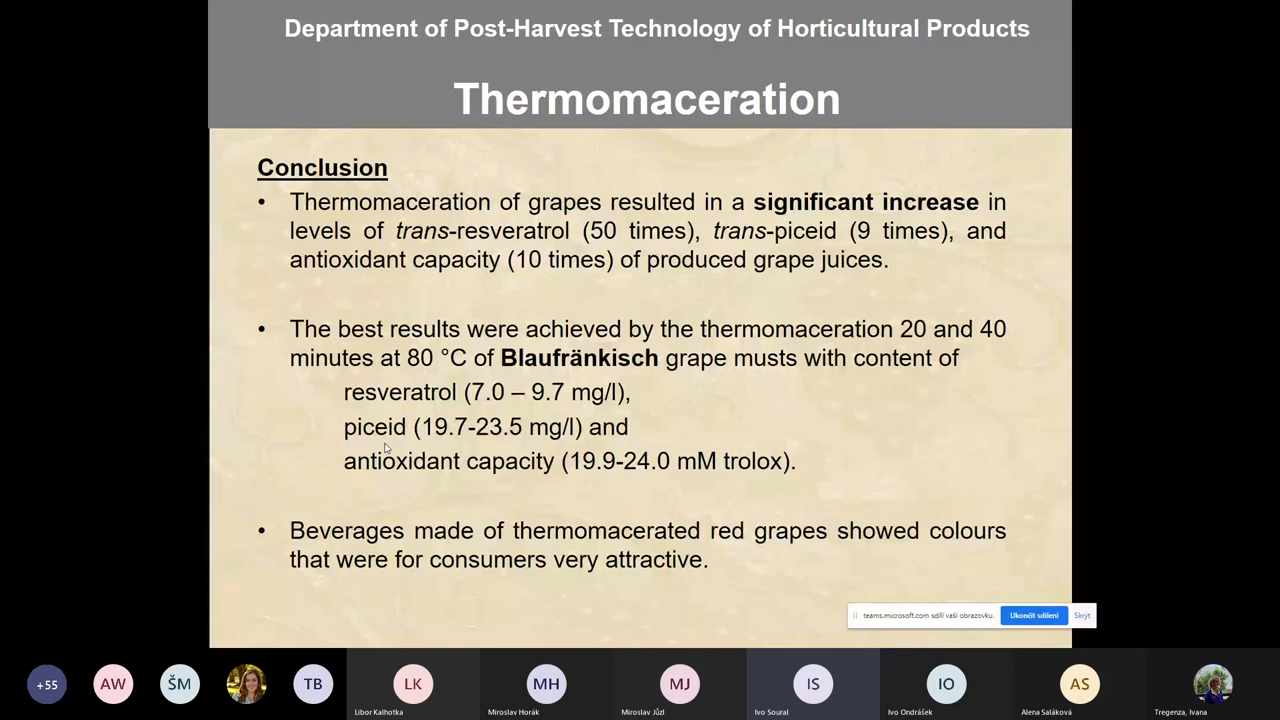 Department of Post-Harvest Technology of Horticultural Products
Thermomaceration
Conclusion
• Thermomaceration of grapes resulted in a significant increase in
levels of trans-resveratrol (50 times), trans-piceid (9 times), and
antioxidant capacity (10 times) of produced grape juices.
• The best results were achieved by the thermomaceration 20 and 40
minutes at 80 °C of Blaufränkisch grape musts with content of
resveratrol (7.0 – 9.7 mg/l),
piceid (19.7-23.5 mg/l) and
antioxidant capacity (19.9-24.0 mM trolox).
• Beverages made of thermomacerated red grapes showed colours
that were for consumers very attractive.
teams.microsoft.com sdílí vaši obrazovku. Ukončit sdílení Skrýt
+55 AW ŠM TB LK MH MJ IS IO AS
Libor Kalhotka Miroslav Horák Miroslav Jůzl Ivo Soural Ivo Ondrášek Alena Saláková Tregenza, Ivana